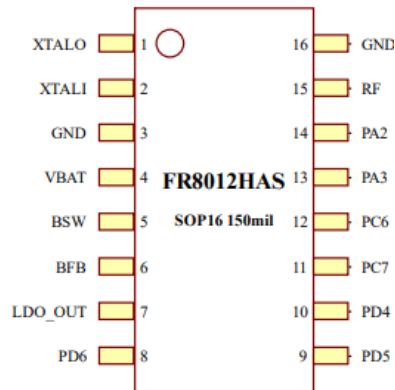 XTALO 1 16 GND
XTALI 2 15 RF
GND 3 14 PA2
VBAT 4 FR8012HAS 13 PA3
BSW 5 SOP16 150mil 12 PC6
BFB 6 11 PC7
LDO_OUT 7 10 PD4
PD6 8 9 PD5